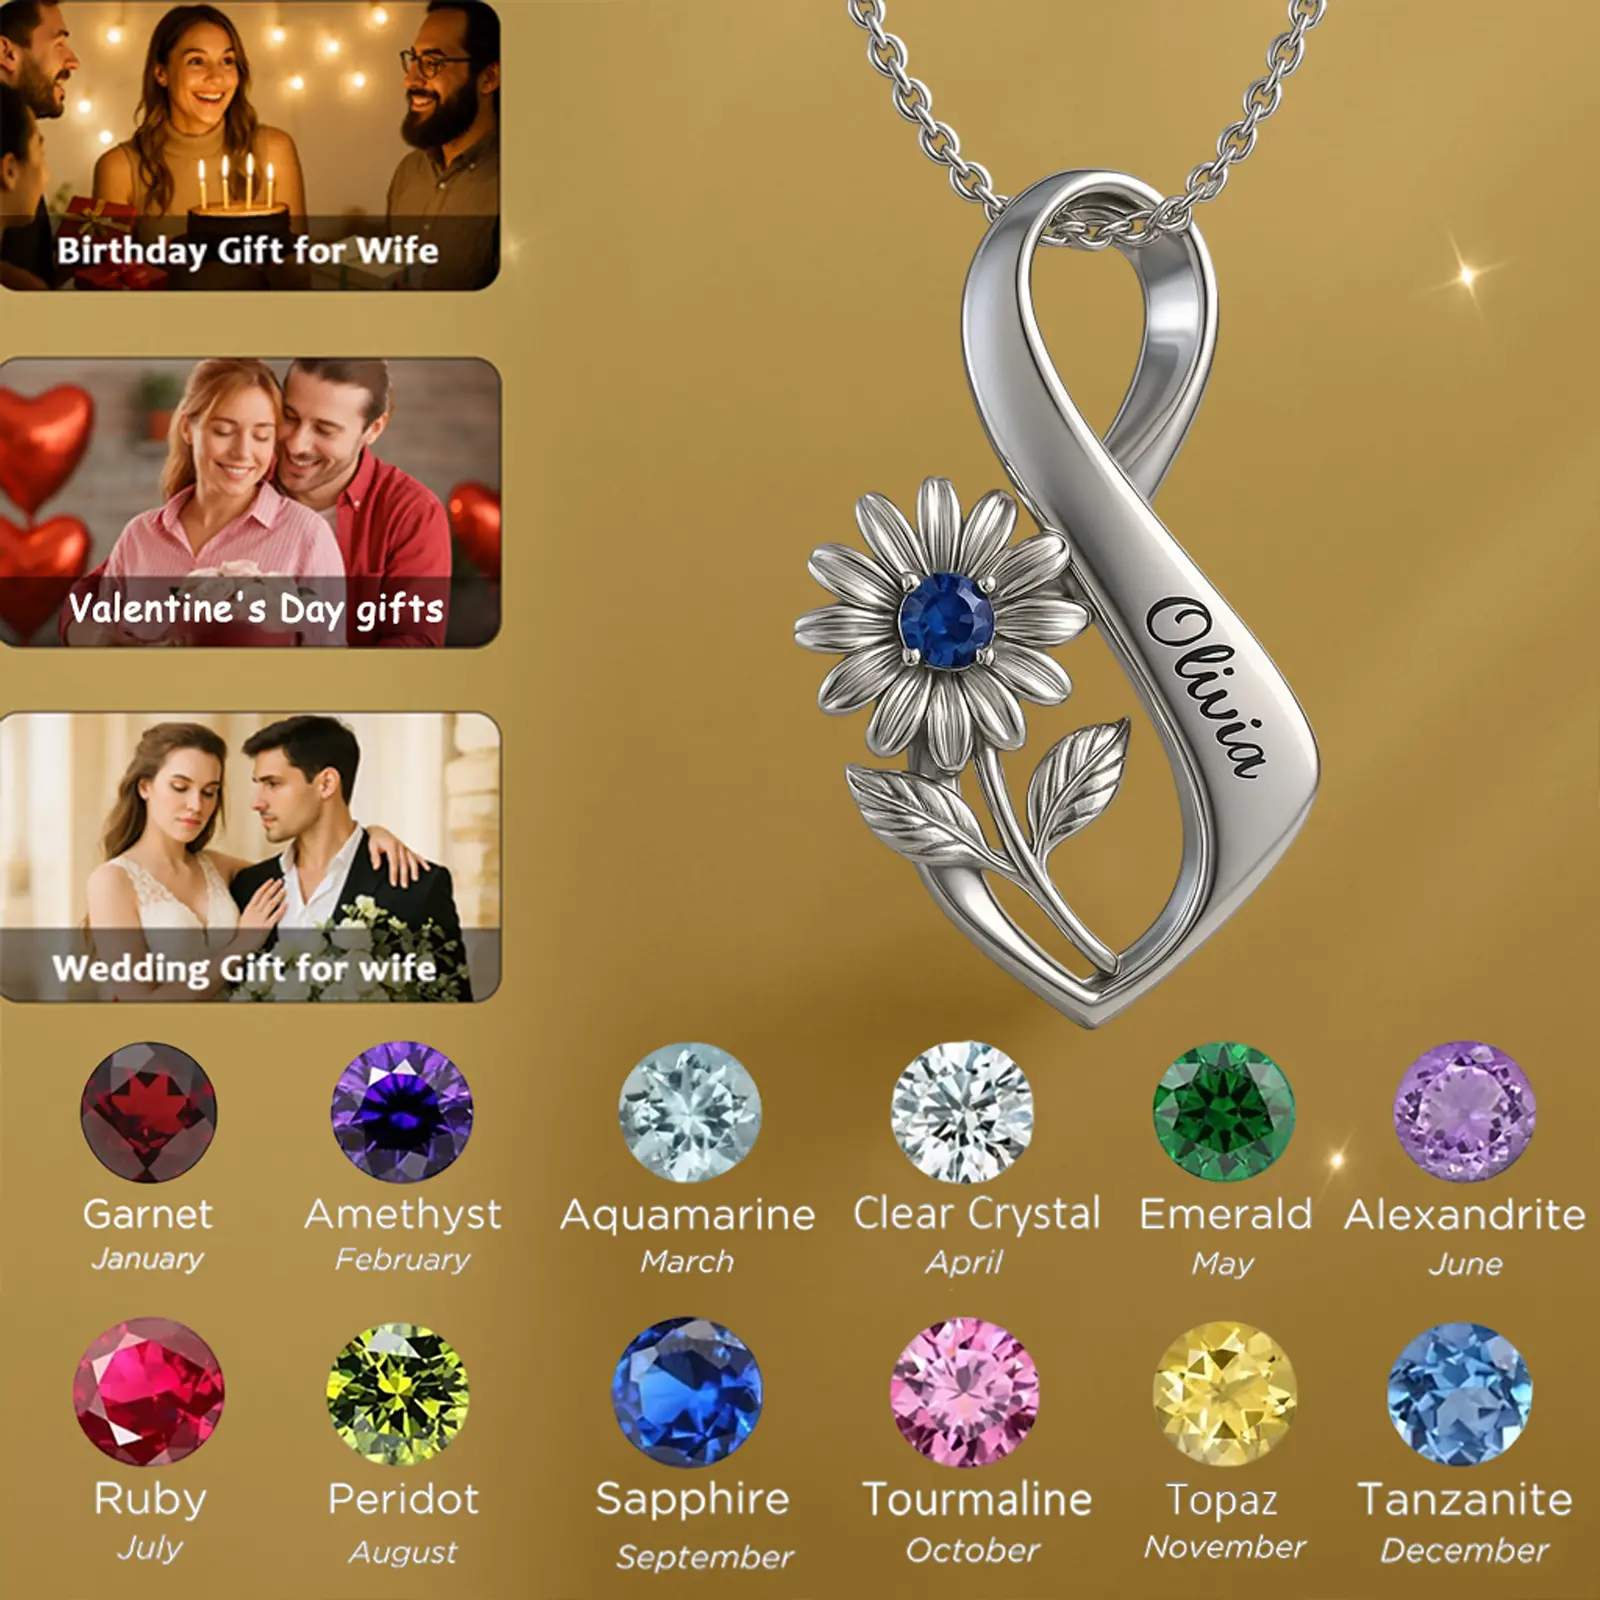 Birthday Gift for Wife
Valentine's Day gifts
Wedding Gift for wife
Olivia
Garnet
January
Amethyst
February
Aquamarine
March
Clear Crystal
April
Emerald
May
Alexandrite
June
Ruby
July
Peridot
August
Sapphire
September
Tourmaline
October
Topaz
November
Tanzanite
December